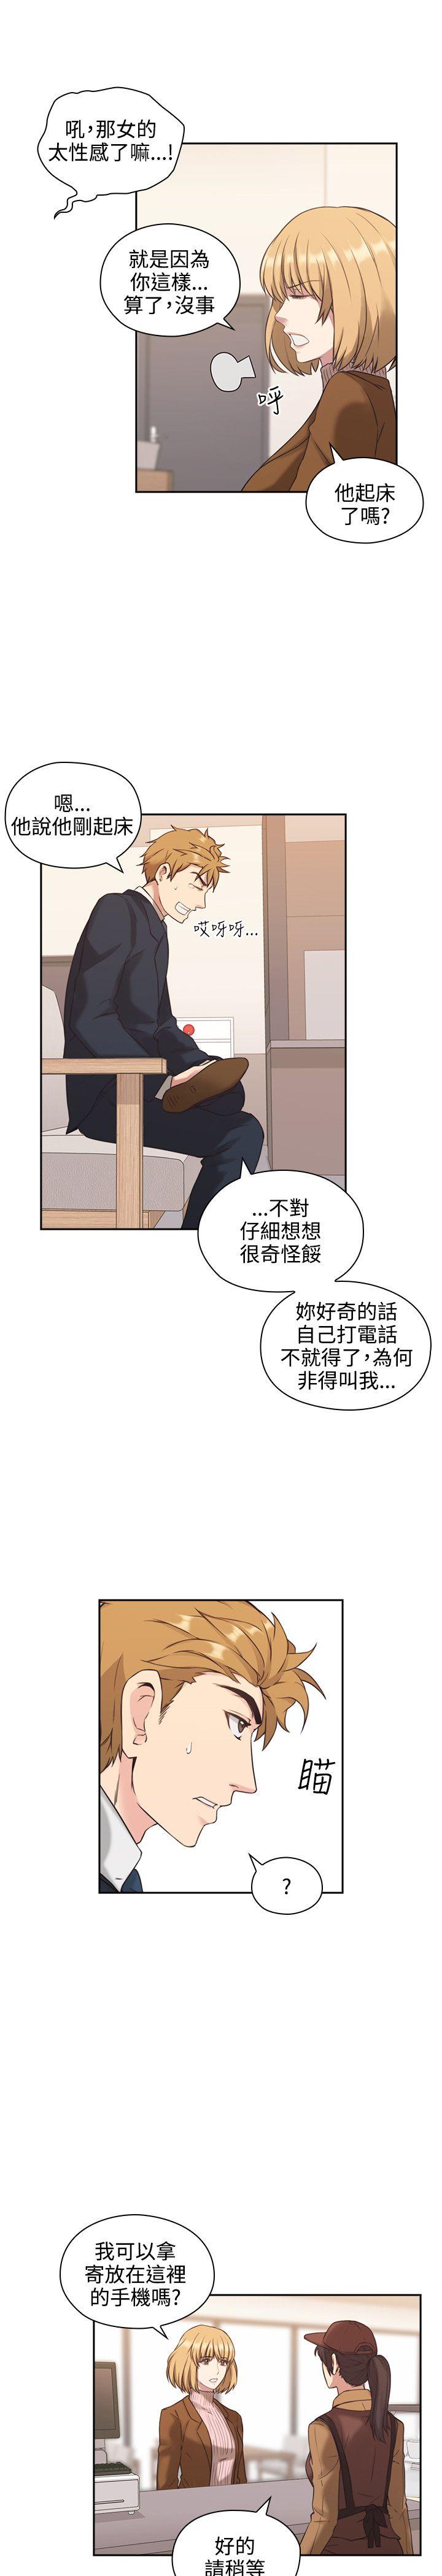 吼，那女的
太性感了嘛...!
就是因為
你這樣...
算了，沒事
呼
他起床
了嗎?
嗯...
他說他剛起床
哎呀呀...
...不對
仔細想想
很奇怪餒
妳好奇的話
自己打電話
不就得了，為何
非得叫我...
瞄
?
我可以拿
寄放在這裡
的手機嗎?
好的
請稍等